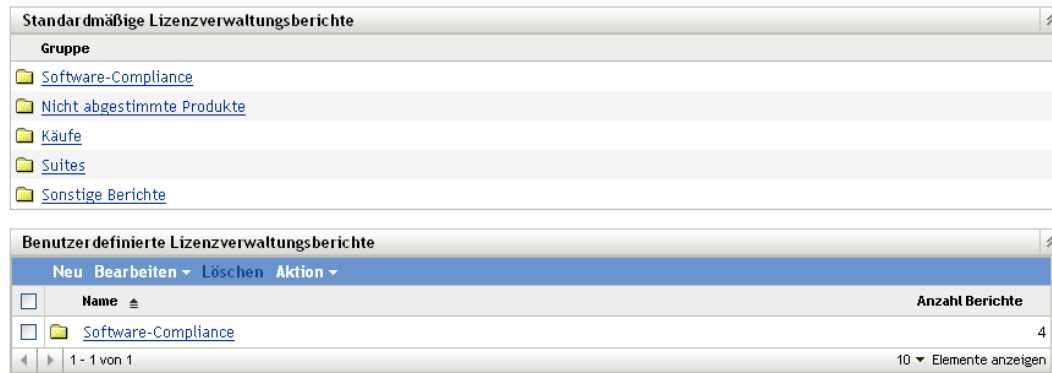 Standardmäßige Lizenzverwaltungsberichte
Gruppe
Software-Compliance
Nicht abgestimmte Produkte
Käufe
Suites
Sonstige Berichte
Benutzerdefinierte Lizenzverwaltungsberichte
Neu Bearbeiten Löschen Aktion
Name Anzahl Berichte
Software-Compliance 4
1 - 1 von 1 10 Elemente anzeigen